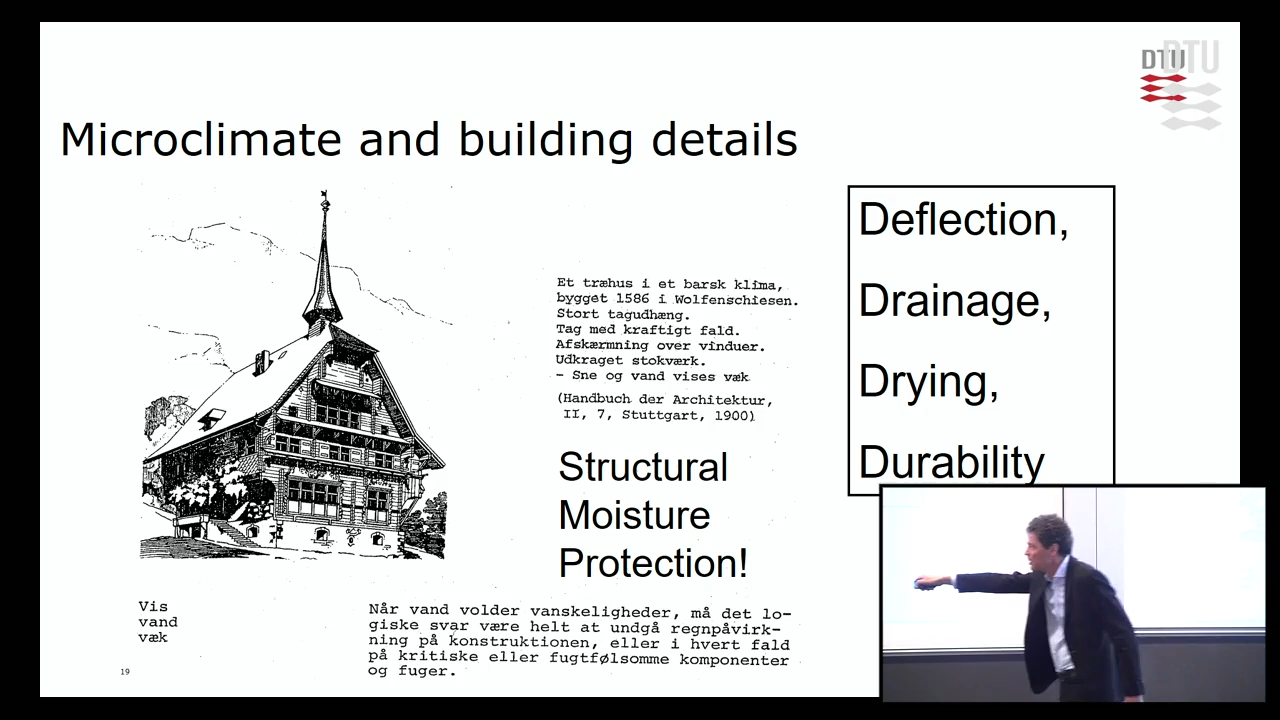 DTU
DTU
Microclimate and building details
Deflection,
Drainage,
Drying,
Durability
Et træhus i et barsk klima,
bygget 1586 i Wolfenschiesen.
Stort tagudhæng.
Tag med kraftigt fald.
Afskærmning over vinduer.
Udkraget stokværk.
- Sne og vand vises væk
(Handbuch der Architektur,
II, 7, Stuttgart, 1900)
Structural
Moisture
Protection!
Vis
vand
væk
Når vand volder vanskeligheder, må det lo-
giske svar være helt at undgå regnpåvirk-
ning på konstruktionen, eller i hvert fald
på kritiske eller fugtfølsomme komponenter
og fuger.
19